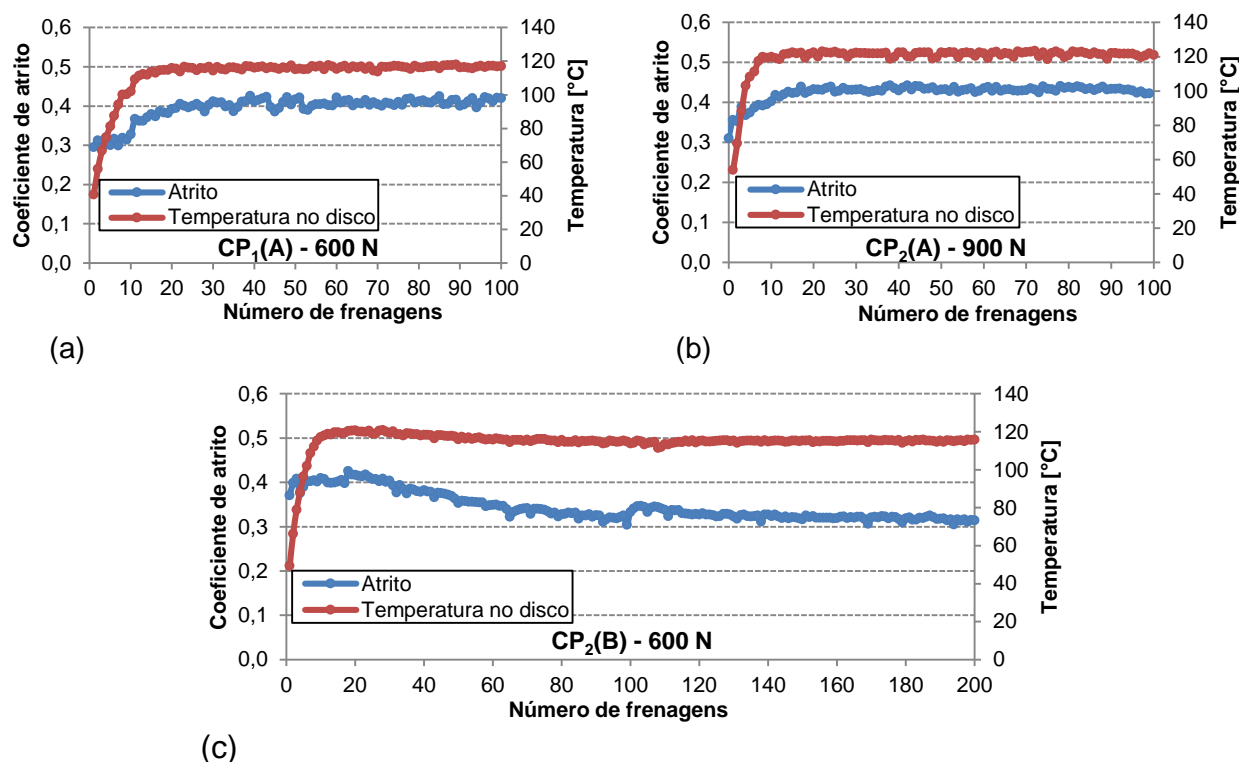 0,6
0,5
0,4
0,3
0,2
0,1
0,0
Coeficiente de atrito
140
120
100
80
60
40
20
0
Temperatura [°C]
Atrito
Temperatura no disco
CP₁(A) - 600 N
0 10 20 30 40 50 60 70 80 90 100
Número de frenagens
(a)
0,6
0,5
0,4
0,3
0,2
0,1
0,0
Coeficiente de atrito
140
120
100
80
60
40
20
0
Temperatura [°C]
Atrito
Temperatura no disco
CP₂(A) - 900 N
0 10 20 30 40 50 60 70 80 90 100
Número de frenagens
(b)
0,6
0,5
0,4
0,3
0,2
0,1
0,0
Coeficiente de atrito
140
120
100
80
60
40
20
0
Temperatura [°C]
Atrito
Temperatura no disco
CP₂(B) - 600 N
0 20 40 60 80 100 120 140 160 180 200
Número de frenagens
(c)